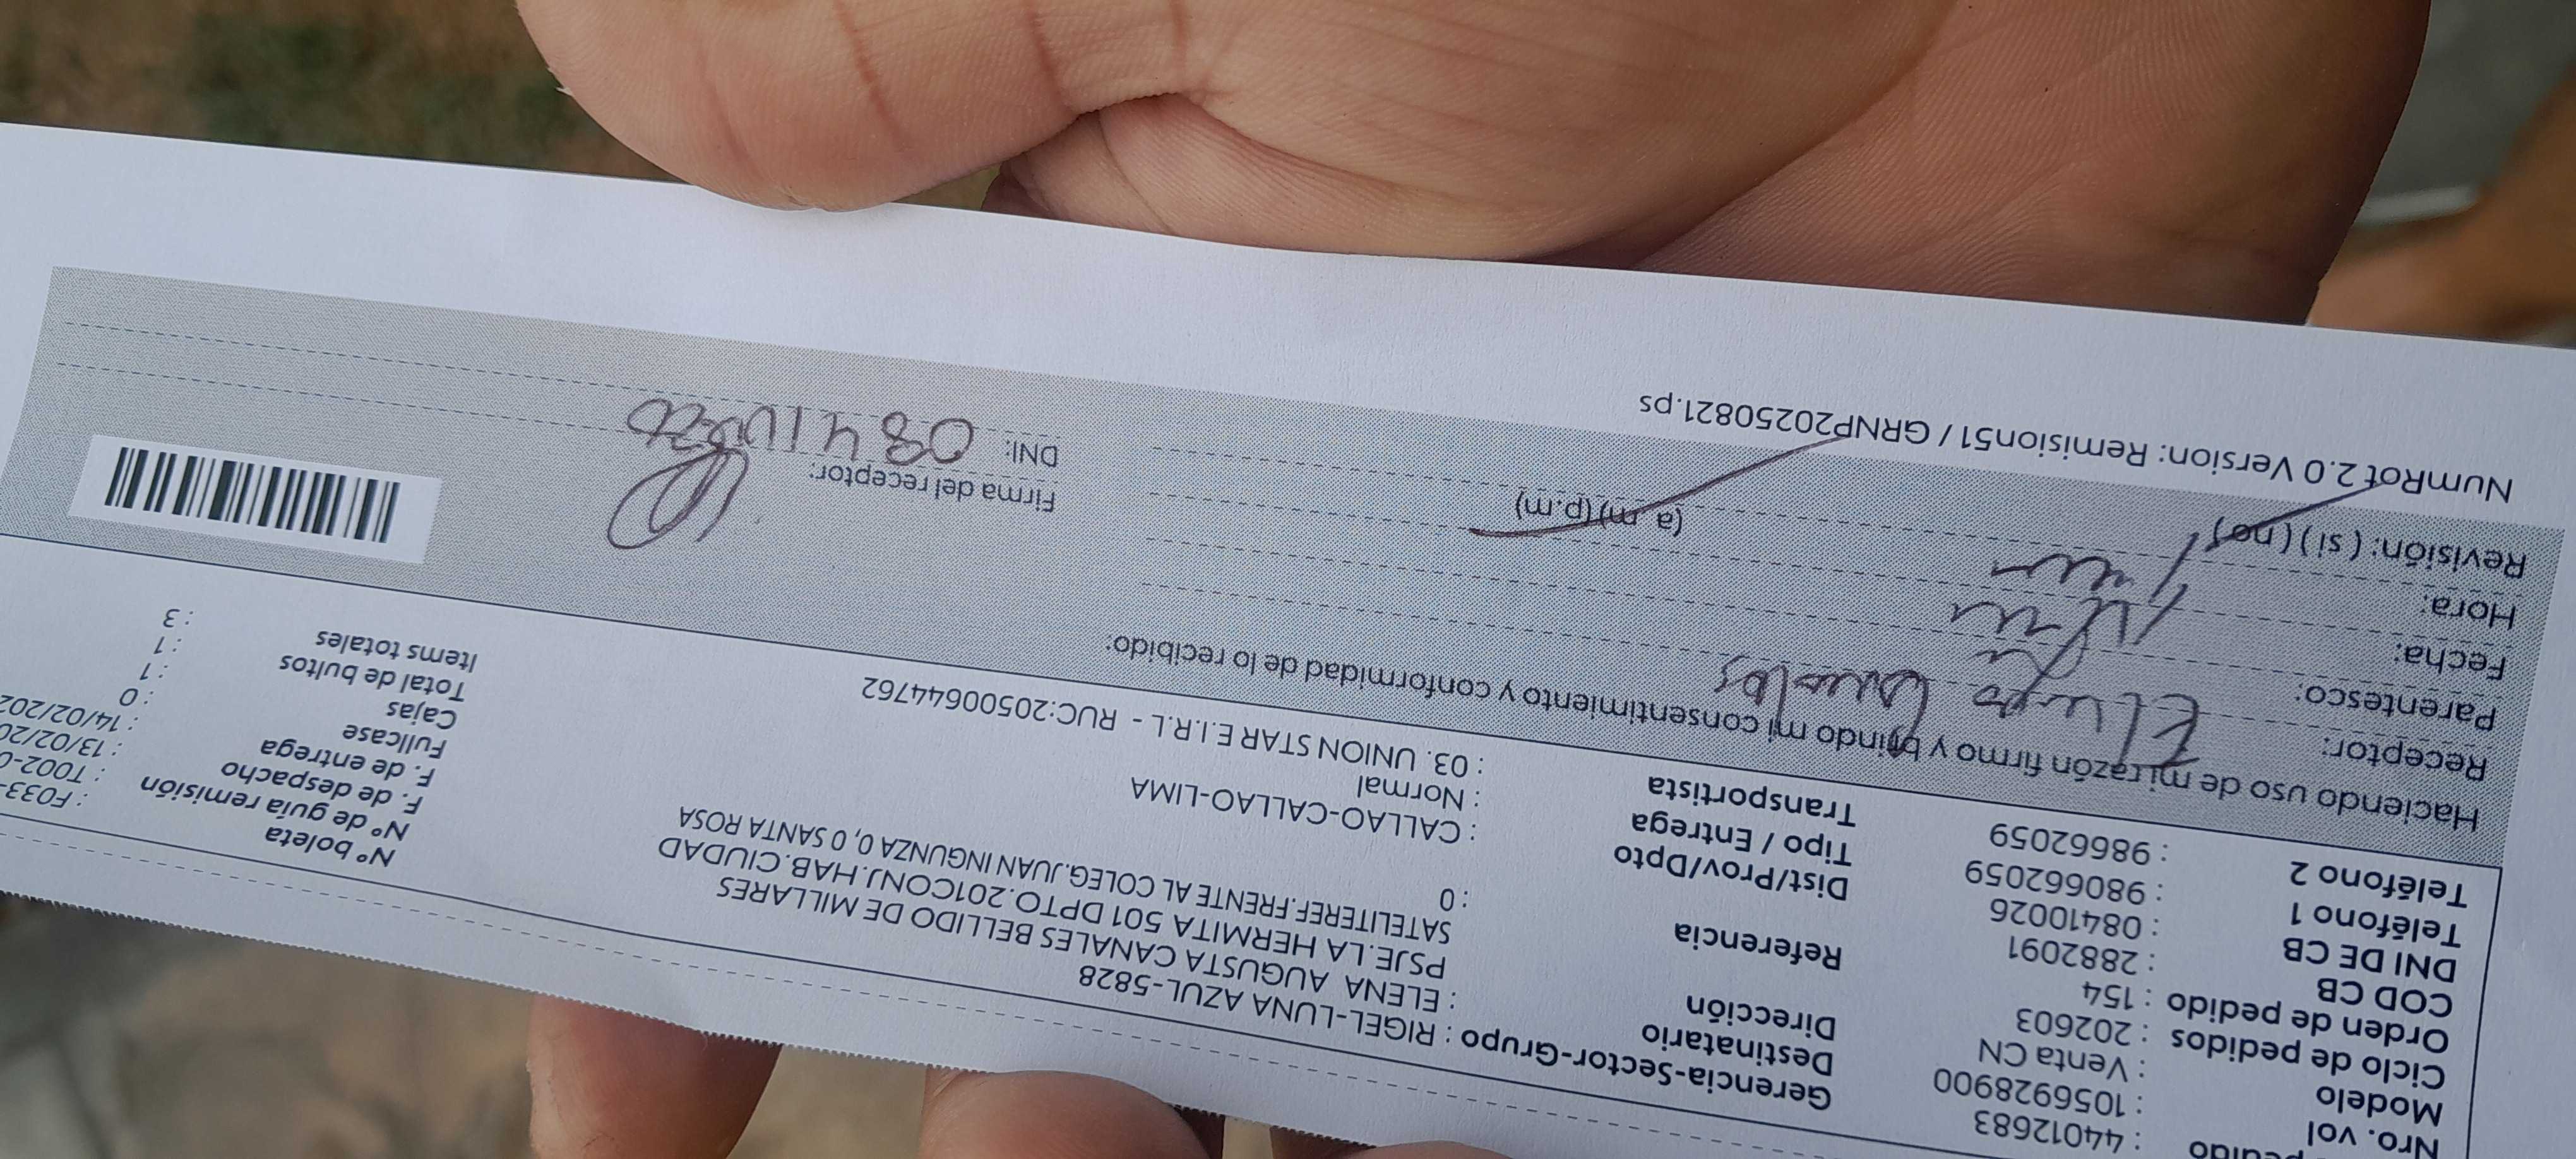 pedido : 44012683
Nro. vol : 1056928900
Modelo : Venta CN
Ciclo de pedidos : 202603
Orden de pedido : 154
COD CB : 2882091
DNI DE CB : 08410026
Teléfono 1 : 980662059
Teléfono 2 : 98662059
Gerencia-Sector-Grupo : RIGEL-LUNA AZUL-5828
Destinatario : ELENA AUGUSTA CANALES BELLIDO DE MILLARES
Dirección PSJE.LA HERMITA 501 DPTO.201CONJ.HAB.CIUDAD
SATELITEREF.FRENTE AL COLEG.JUAN INGUNZA 0, 0 SANTA ROSA
Referencia : 0
Dist/Prov/Dpto : CALLAO-CALLAO-LIMA
Tipo / Entrega : Normal
Transportista : 03. UNION STAR E.I.R.L - RUC:20500644762
Nº boleta : F033-
Nº de guía remisión : T002-0
F. de despacho : 13/02/20
F. de entrega : 14/02/202
Fullcase : 0
Cajas : 1
Total de bultos : 1
Items totales : 3
Haciendo uso de mi razón firmo y brindo mi consentimiento y conformidad de lo recibido:
Receptor:
Parentesco:
Fecha:
Hora: (a. m) (p.m)
Revisión: ( si ) ( no )
Firma del receptor:
DNI:
NumRot 2.0 Version: Remision51 / GRNP20250821.ps